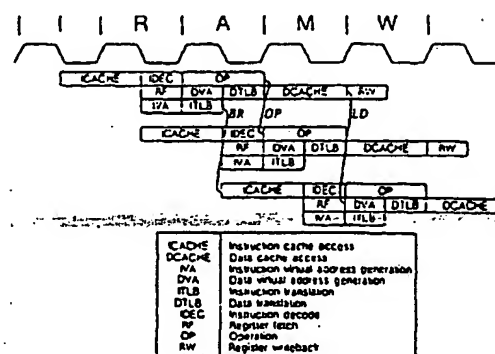 I I R A M W
ICACHE IDEC OP
RF DVA DTLB DCACHE RW
IVA ITLB BR OP LD
ICACHE IDEC OP
RF DVA DTLB DCACHE RW
IVA ITLB
ICACHE IDEC OP
RF DVA DTLB DCACHE
IVA ITLB
ICACHE Instruction cache access
DCACHE Data cache access
IVA Instruction virtual address generation
DVA Data virtual address generation
ITLB Instruction translation
DTLB Data translation
IDEC Instruction decode
RF Register fetch
OP Operation
RW Register writeback